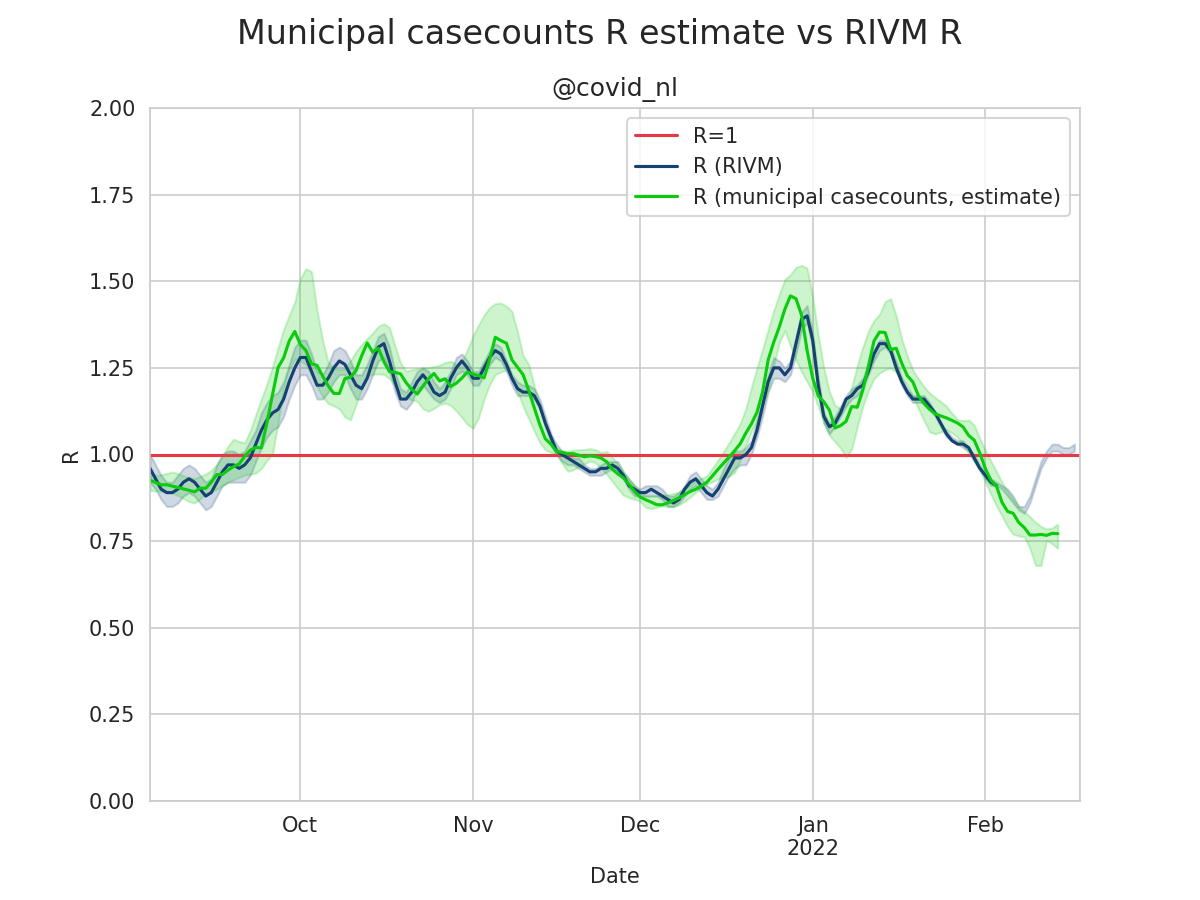 Municipal casecounts R estimate vs RIVM R
@covid_nl
R=1
R (RIVM)
R (municipal casecounts, estimate)
2.00
1.75
1.50
1.25
1.00
0.75
0.50
0.25
0.00
R
Oct
Nov
Dec
Jan
2022
Feb
Date